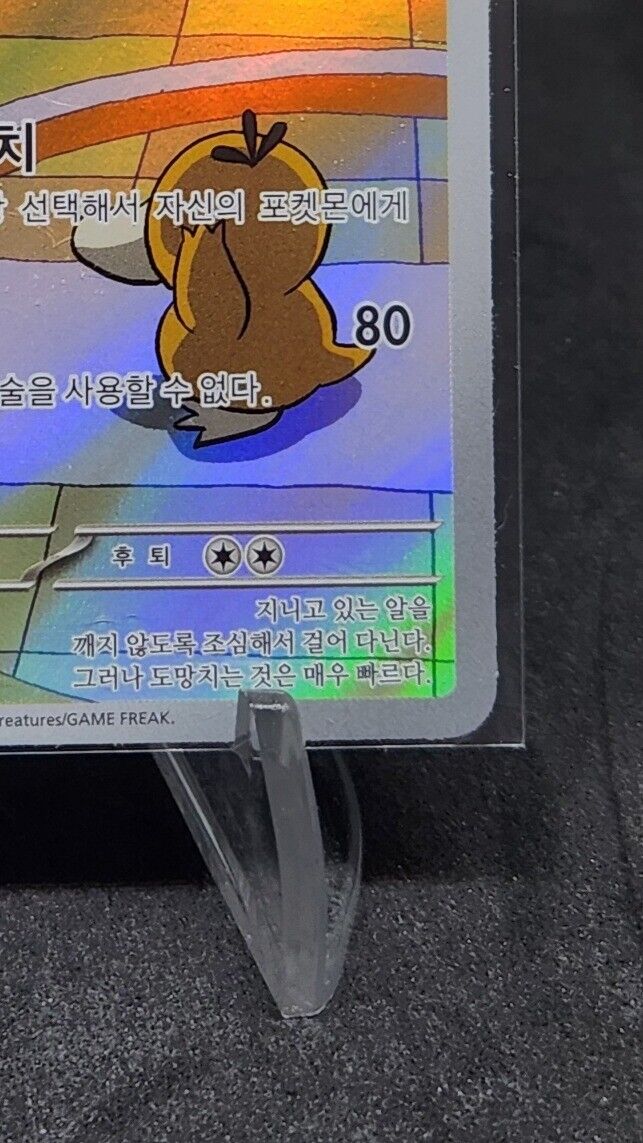 치
선택해서 자신의 포켓몬에게
80
술을 사용할 수 없다.
후 퇴
지니고 있는 알을
깨지 않도록 조심해서 걸어 다닌다.
그러나 도망치는 것은 매우 빠르다.
reatures/GAME FREAK.